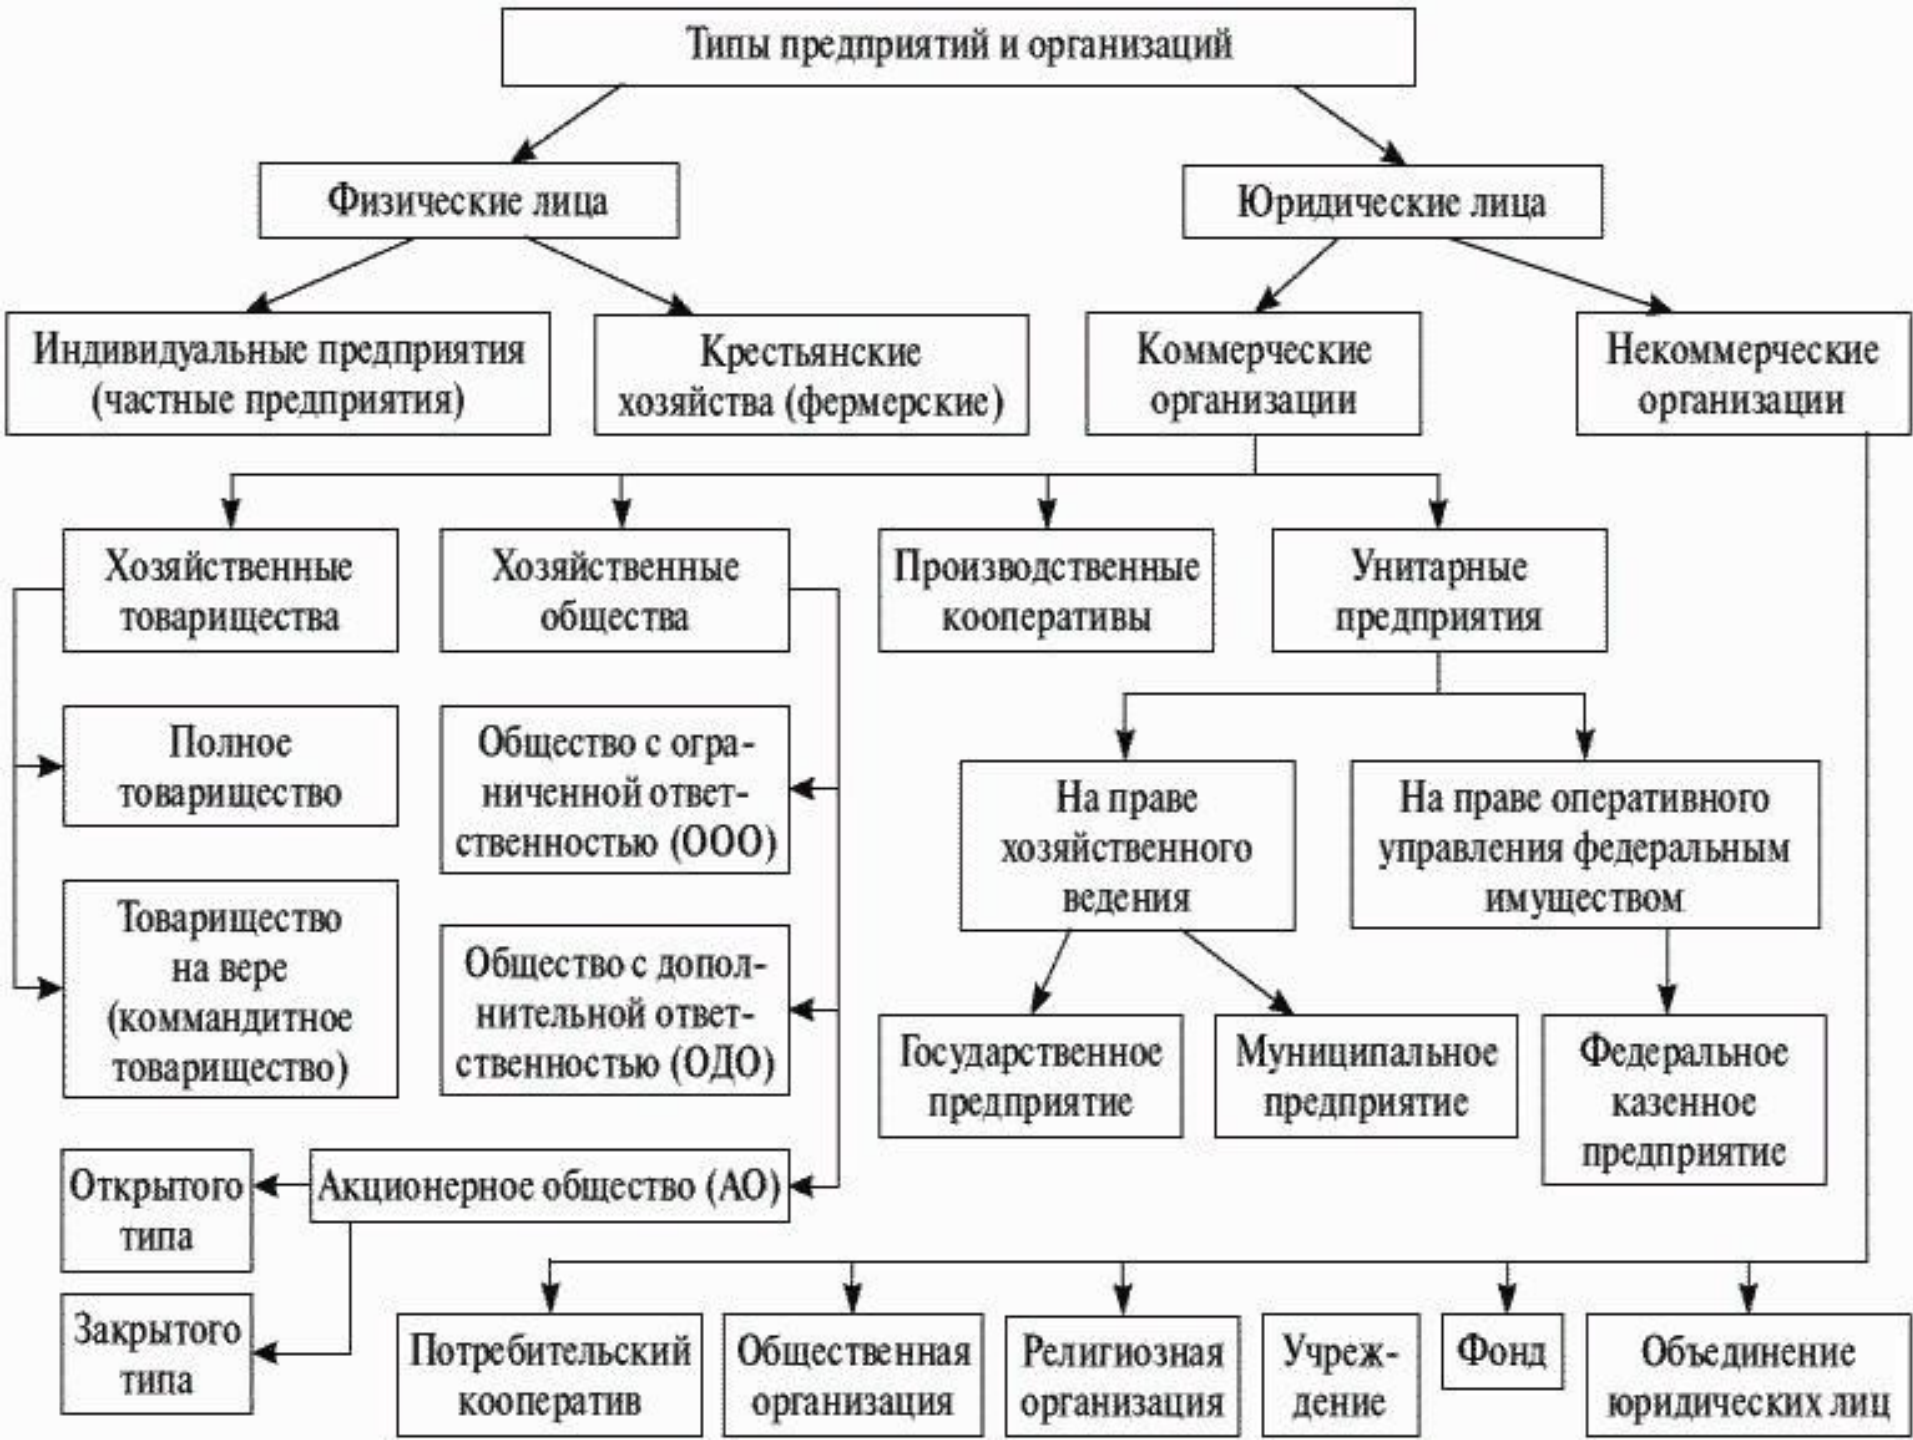 Типы предприятий и организаций
Физические лица
Юридические лица
Индивидуальные предприятия
(частные предприятия)
Крестьянские
хозяйства (фермерские)
Коммерческие
организации
Некоммерческие
организации
Хозяйственные
товарищества
Хозяйственные
общества
Производственные
кооперативы
Унитарные
предприятия
Полное
товарищество
Общество с огра-
ниченной ответ-
ственностью (ООО)
На праве
хозяйственного
ведения
На праве оперативного
управления федеральным
имуществом
Товарищество
на вере
(коммандитное
товарищество)
Общество с допол-
нительной ответ-
ственностью (ОДО)
Государственное
предприятие
Муниципальное
предприятие
Федеральное
казенное
предприятие
Открытого
типа
Акционерное общество (АО)
Закрытого
типа
Потребительский
кооператив
Общественная
организация
Религиозная
организация
Учреж-
дение
Фонд
Объединение
юридических лиц